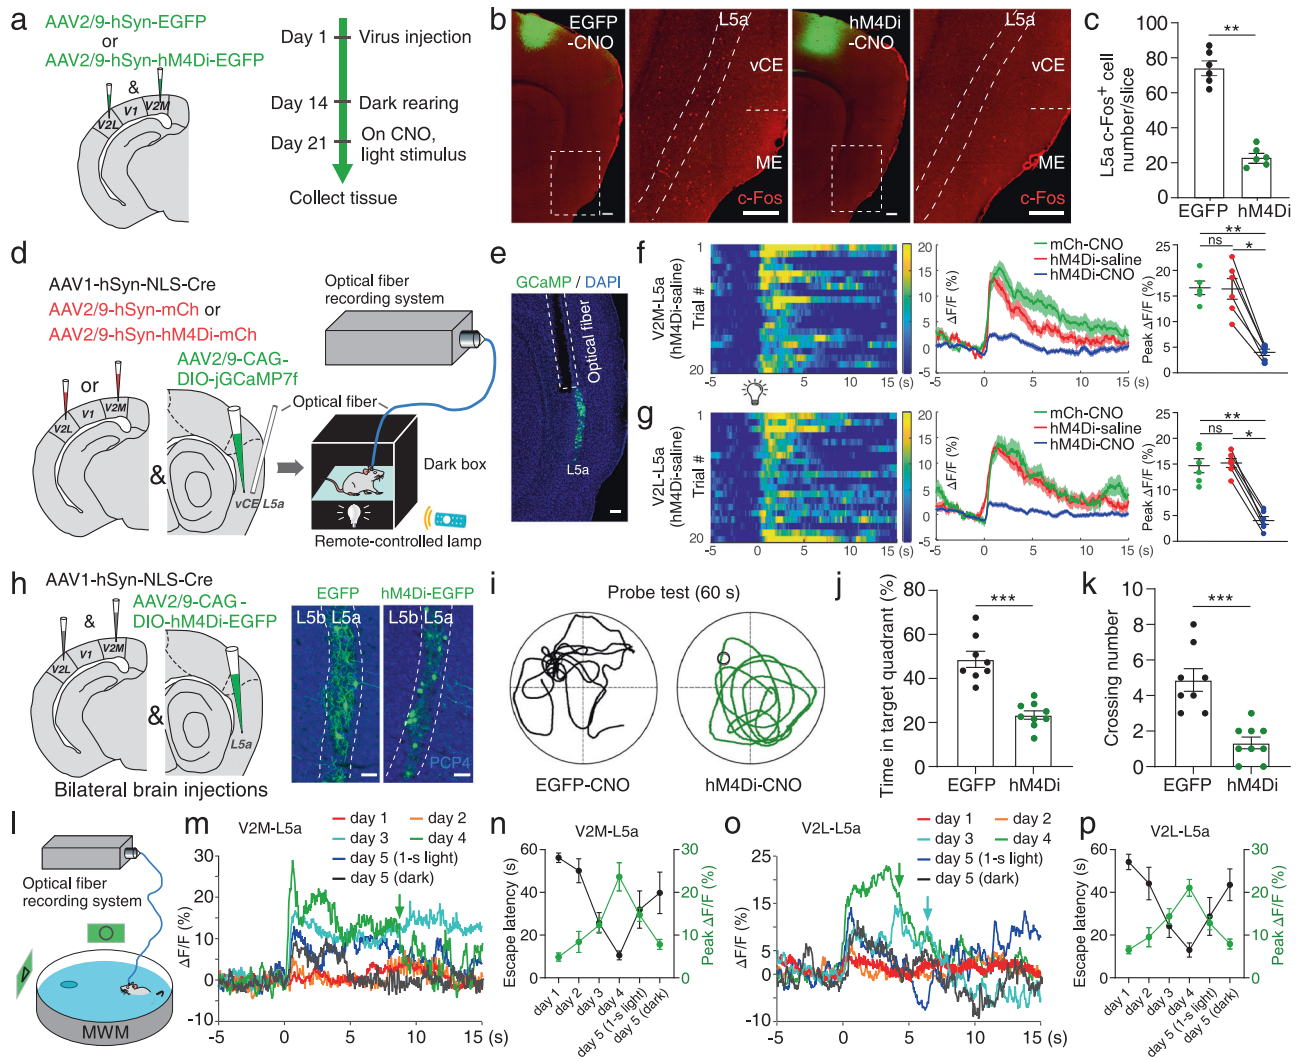 a
AAV2/9-hSyn-EGFP
or
AAV2/9-hSyn-hM4Di-EGFP
&
V2L
V1
V2M
Day 1
Virus injection
Day 14
Dark rearing
Day 21
On CNO,
light stimulus
Collect tissue
b
EGFP
-CNO
L5a
vCE
ME
c-Fos
hM4Di
-CNO
L5a
vCE
ME
c-Fos
c
L5a c-Fos+ cell
number/slice
100
80
60
40
20
0
**
EGFP
hM4Di
d
AAV1-hSyn-NLS-Cre
AAV2/9-hSyn-mCh or
AAV2/9-hSyn-hM4Di-mCh
AAV2/9-CAG-
DIO-jGCaMP7f
or
V2L
V1
V2M
&
vCE L5a
Optical fiber
Optical fiber
recording system
Dark box
Remote-controlled lamp
e
GCaMP / DAPI
Optical fiber
L5a
f
V2M-L5a
(hM4Di-saline)
Trial #
1
20
-5 0 5 10 15 (s)
20
15
10
5
0
-5
ΔF/F (%)
mCh-CNO
hM4Di-saline
hM4Di-CNO
-5 0 5 10 15 (s)
Peak ΔF/F (%)
25
20
15
10
5
0
**
ns
*
g
V2L-L5a
(hM4Di-saline)
Trial #
1
20
-5 0 5 10 15 (s)
20
15
10
5
0
-5
ΔF/F (%)
mCh-CNO
hM4Di-saline
hM4Di-CNO
-5 0 5 10 15 (s)
Peak ΔF/F (%)
25
20
15
10
5
0
**
ns
*
h
AAV1-hSyn-NLS-Cre
AAV2/9-CAG-
DIO-hM4Di-EGFP
&
V2L
V1
V2M
&
L5a
Bilateral brain injections
EGFP
L5b L5a
hM4Di-EGFP
L5b L5a
PCP4
i
Probe test (60 s)
EGFP-CNO
hM4Di-CNO
j
Time in target quadrant (%)
80
60
40
20
0
***
EGFP
hM4Di
k
Crossing number
10
8
6
4
2
0
***
EGFP
hM4Di
l
Optical fiber
recording system
MWM
m
V2M-L5a
day 1
day 2
day 3
day 4
day 5 (1-s light)
day 5 (dark)
ΔF/F (%)
30
20
10
0
-10
-5 0 5 10 15 (s)
n
V2M-L5a
Escape latency (s)
60
40
20
0
Peak ΔF/F (%)
30
20
10
0
day 1
day 2
day 3
day 4
day 5 (1-s light)
day 5 (dark)
o
V2L-L5a
day 1
day 2
day 3
day 4
day 5 (1-s light)
day 5 (dark)
ΔF/F (%)
25
20
10
0
-10
-5 0 5 10 15 (s)
p
V2L-L5a
Escape latency (s)
60
40
20
0
Peak ΔF/F (%)
30
20
10
0
day 1
day 2
day 3
day 4
day 5 (1-s light)
day 5 (dark)